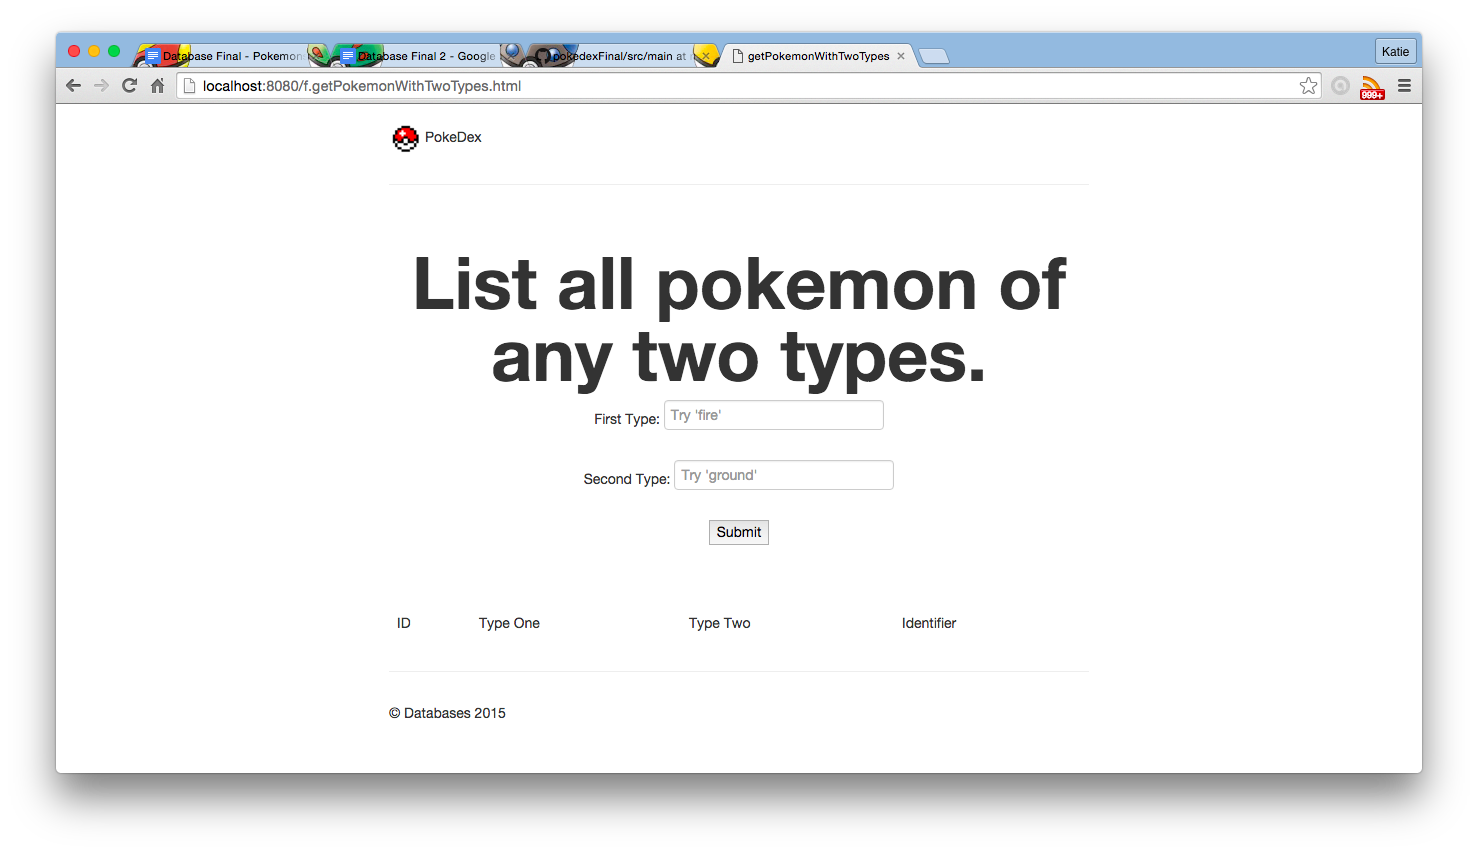 Database Final - Pokemon
Database Final 2 - Google
pokedexFinal/src/main at
getPokemonWithTwoTypes
Katie
localhost:8080/f.getPokemonWithTwoTypes.html
999+
PokeDex
List all pokemon of
any two types.
First Type: Try 'fire'
Second Type: Try 'ground'
Submit
ID Type One Type Two Identifier
© Databases 2015